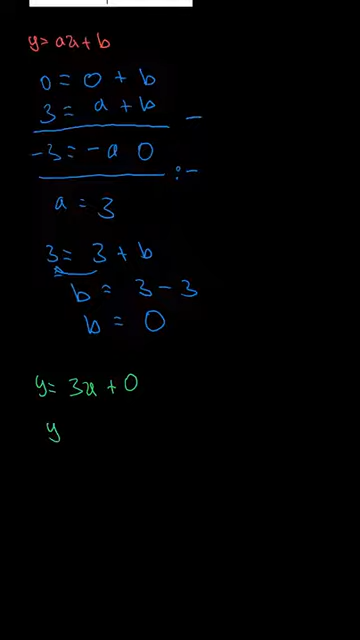 y = ax + b
0 = 0 + b
3 = a + b
-
-3 = -a 0
: -
a = 3
3 = 3 + b
b = 3 - 3
b = 0
y = 3x + 0
y